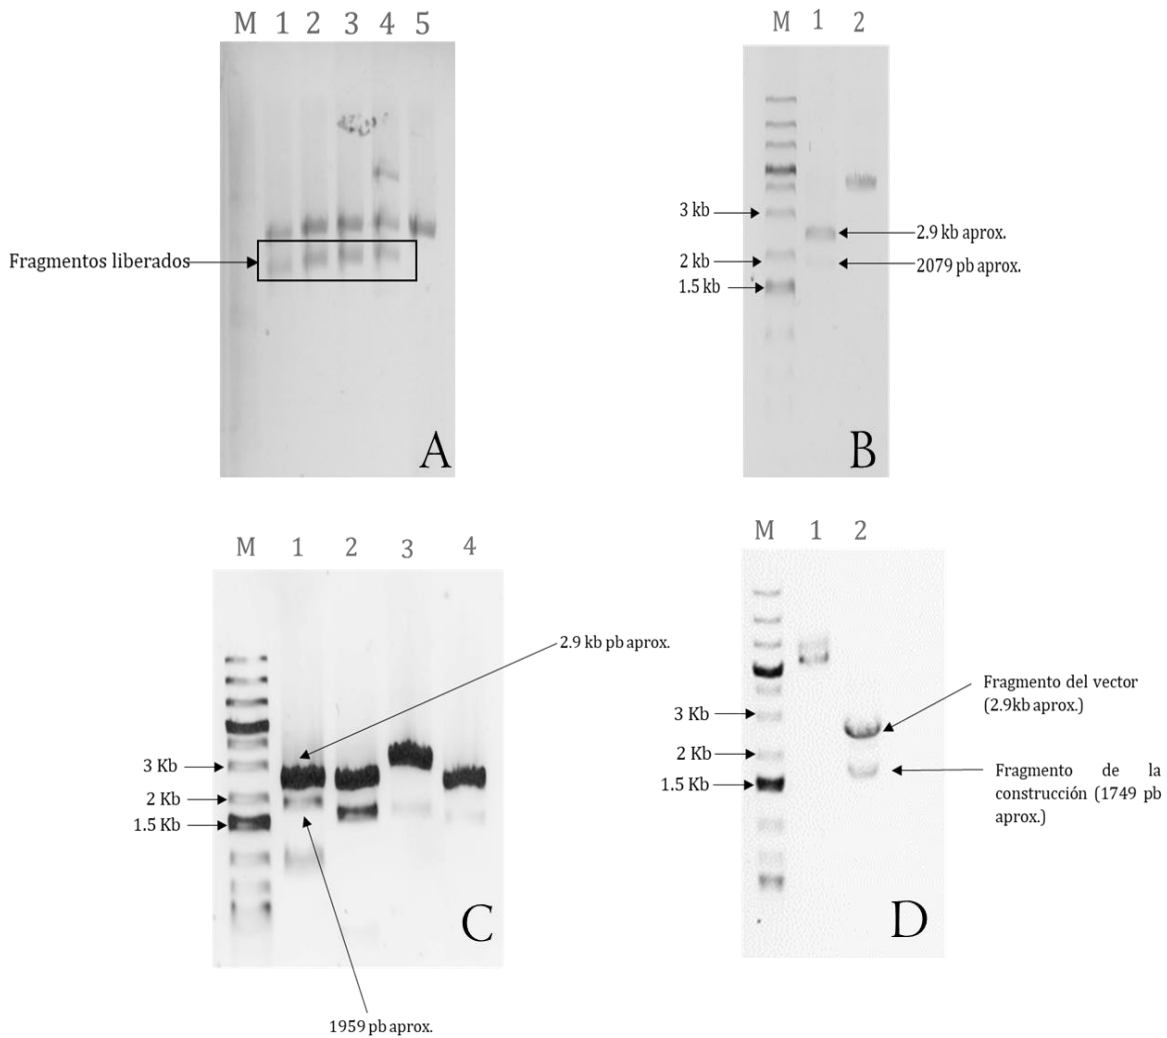 M 1 2 3 4 5
Fragmentos liberados
A
M 1 2
3 kb
2.9 kb aprox.
2 kb
2079 pb aprox.
1.5 kb
B
M 1 2 3 4
2.9 kb pb aprox.
3 Kb
2 Kb
1.5 Kb
C
1959 pb aprox.
M 1 2
Fragmento del vector
(2.9kb aprox.)
3 Kb
2 Kb
1.5 Kb
Fragmento de la
construcción (1749 pb
aprox.)
D